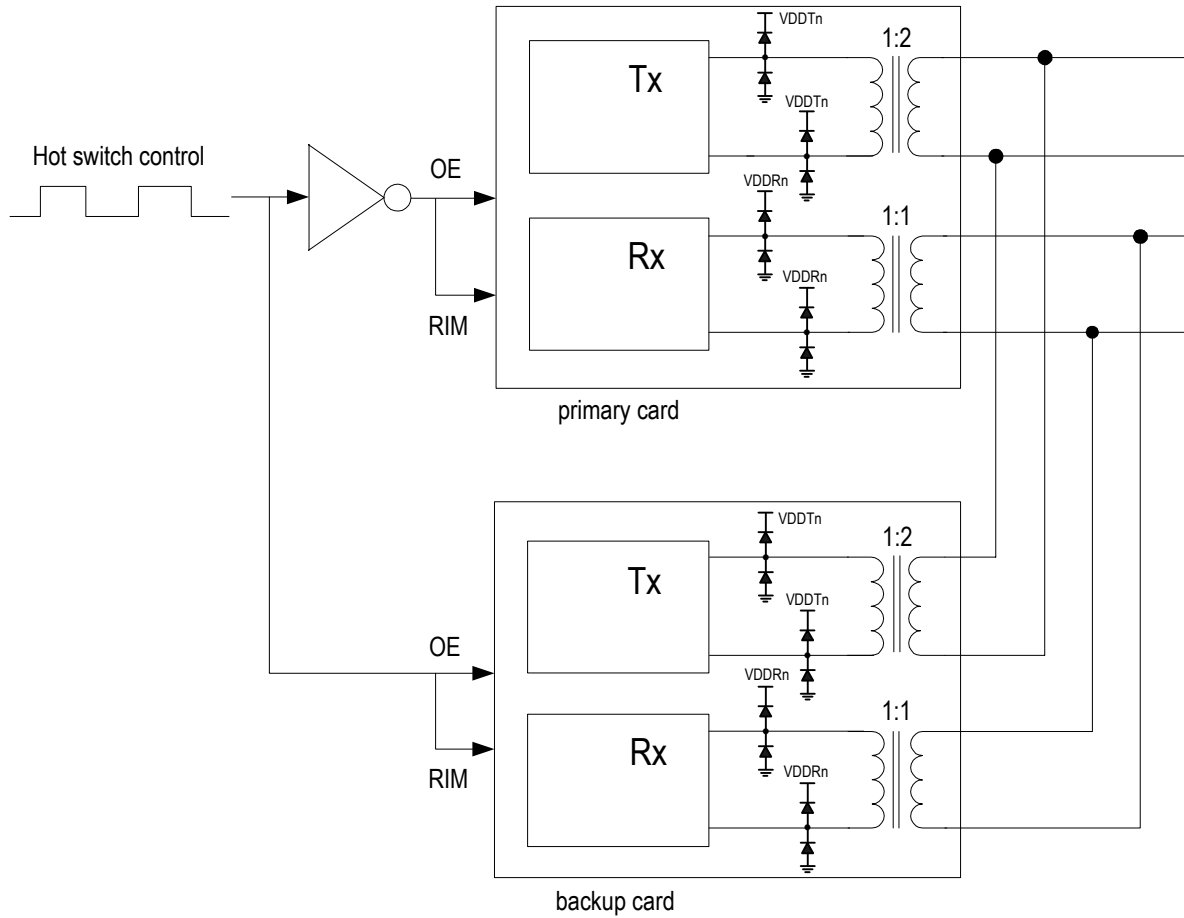 VDDTn
1:2
Tx
VDDTn
Hot switch control
OE
VDDRn
1:1
Rx
VDDRn
RIM
primary card
VDDTn
1:2
Tx
VDDTn
OE
VDDRn
1:1
Rx
RIM
VDDRn
backup card